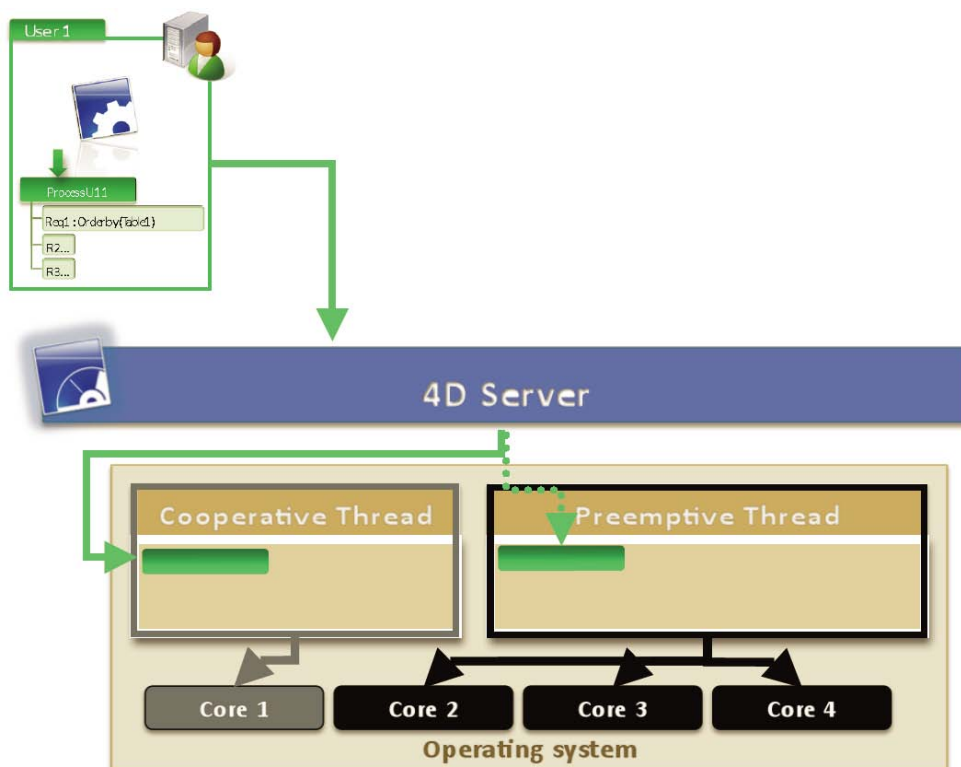 User 1
ProcessU11
Req1 : Orderby{Table1}
R2...
R3...
4D Server
Cooperative Thread
Preemptive Thread
Core 1
Core 2
Core 3
Core 4
Operating system